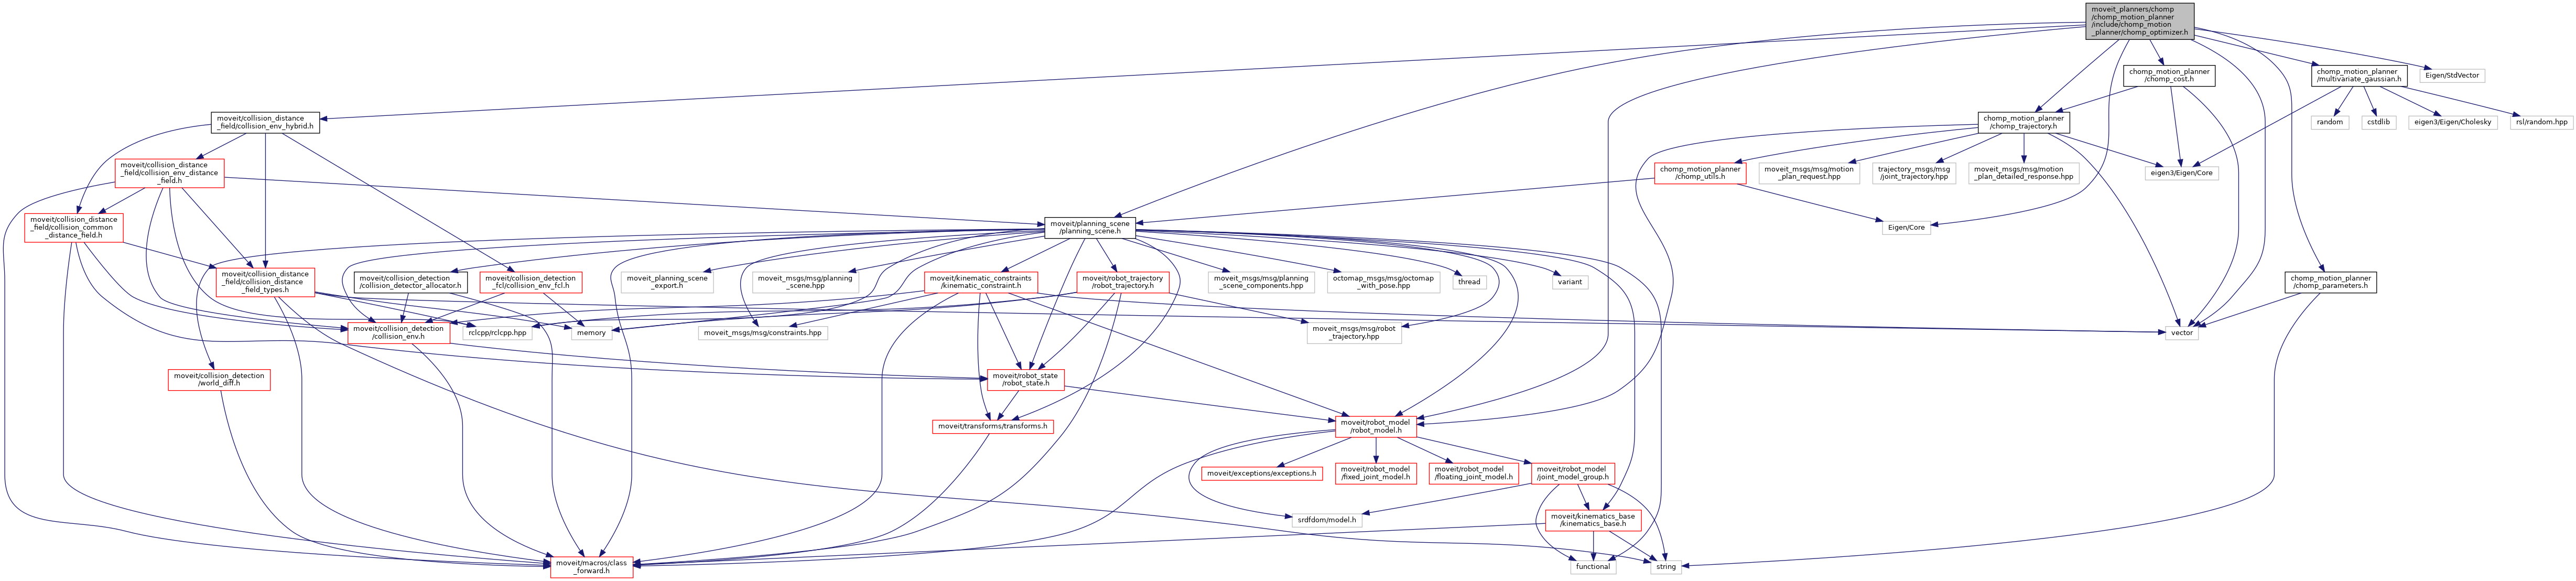 moveit_planners/chomp
/chomp_motion_planner
/include/chomp_motion
_planner/chomp_optimizer.h
chomp_motion_planner
/chomp_cost.h
chomp_motion_planner
/multivariate_gaussian.h
Eigen/StdVector
moveit/collision_distance
_field/collision_env_hybrid.h
chomp_motion_planner
/chomp_trajectory.h
random
cstdlib
eigen3/Eigen/Cholesky
rsl/random.hpp
moveit/collision_distance
_field/collision_env_distance
_field.h
chomp_motion_planner
/chomp_utils.h
moveit_msgs/msg/motion
_plan_request.hpp
trajectory_msgs/msg
/joint_trajectory.hpp
moveit_msgs/msg/motion
_plan_detailed_response.hpp
eigen3/Eigen/Core
moveit/collision_distance
_field/collision_common
_distance_field.h
moveit/planning_scene
/planning_scene.h
Eigen/Core
moveit/collision_distance
_field/collision_distance
_field_types.h
moveit/collision_detection
/collision_detector_allocator.h
moveit/collision_detection
_fcl/collision_env_fcl.h
moveit_planning_scene
_export.h
moveit_msgs/msg/planning
_scene.hpp
moveit/kinematic_constraints
/kinematic_constraint.h
moveit/robot_trajectory
/robot_trajectory.h
moveit_msgs/msg/planning
_scene_components.hpp
octomap_msgs/msg/octomap
_with_pose.hpp
thread
variant
chomp_motion_planner
/chomp_parameters.h
moveit/collision_detection
/collision_env.h
rclcpp/rclcpp.hpp
memory
moveit_msgs/msg/constraints.hpp
moveit_msgs/msg/robot
_trajectory.hpp
vector
moveit/collision_detection
/world_diff.h
moveit/robot_state
/robot_state.h
moveit/transforms/transforms.h
moveit/robot_model
/robot_model.h
moveit/exceptions/exceptions.h
moveit/robot_model
/fixed_joint_model.h
moveit/robot_model
/floating_joint_model.h
moveit/robot_model
/joint_model_group.h
srdfdom/model.h
moveit/kinematics_base
/kinematics_base.h
moveit/macros/class
_forward.h
functional
string